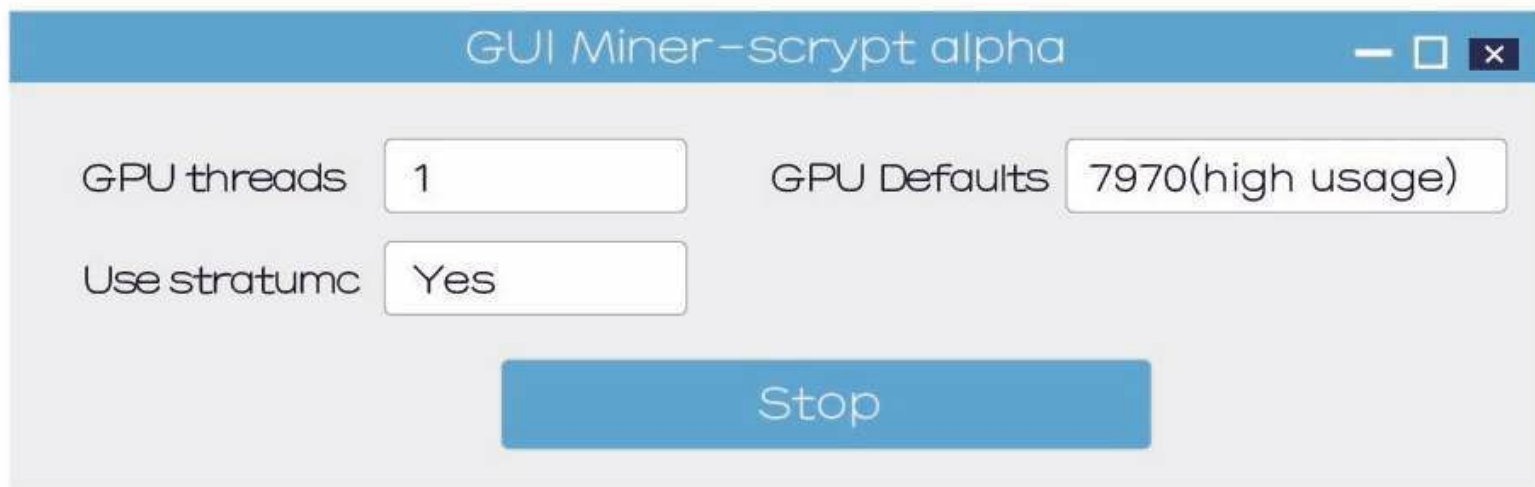 GUI Miner-scrypt alpha
GPU threads 1 GPU Defaults 7970(high usage)
Use stratumc Yes
Stop